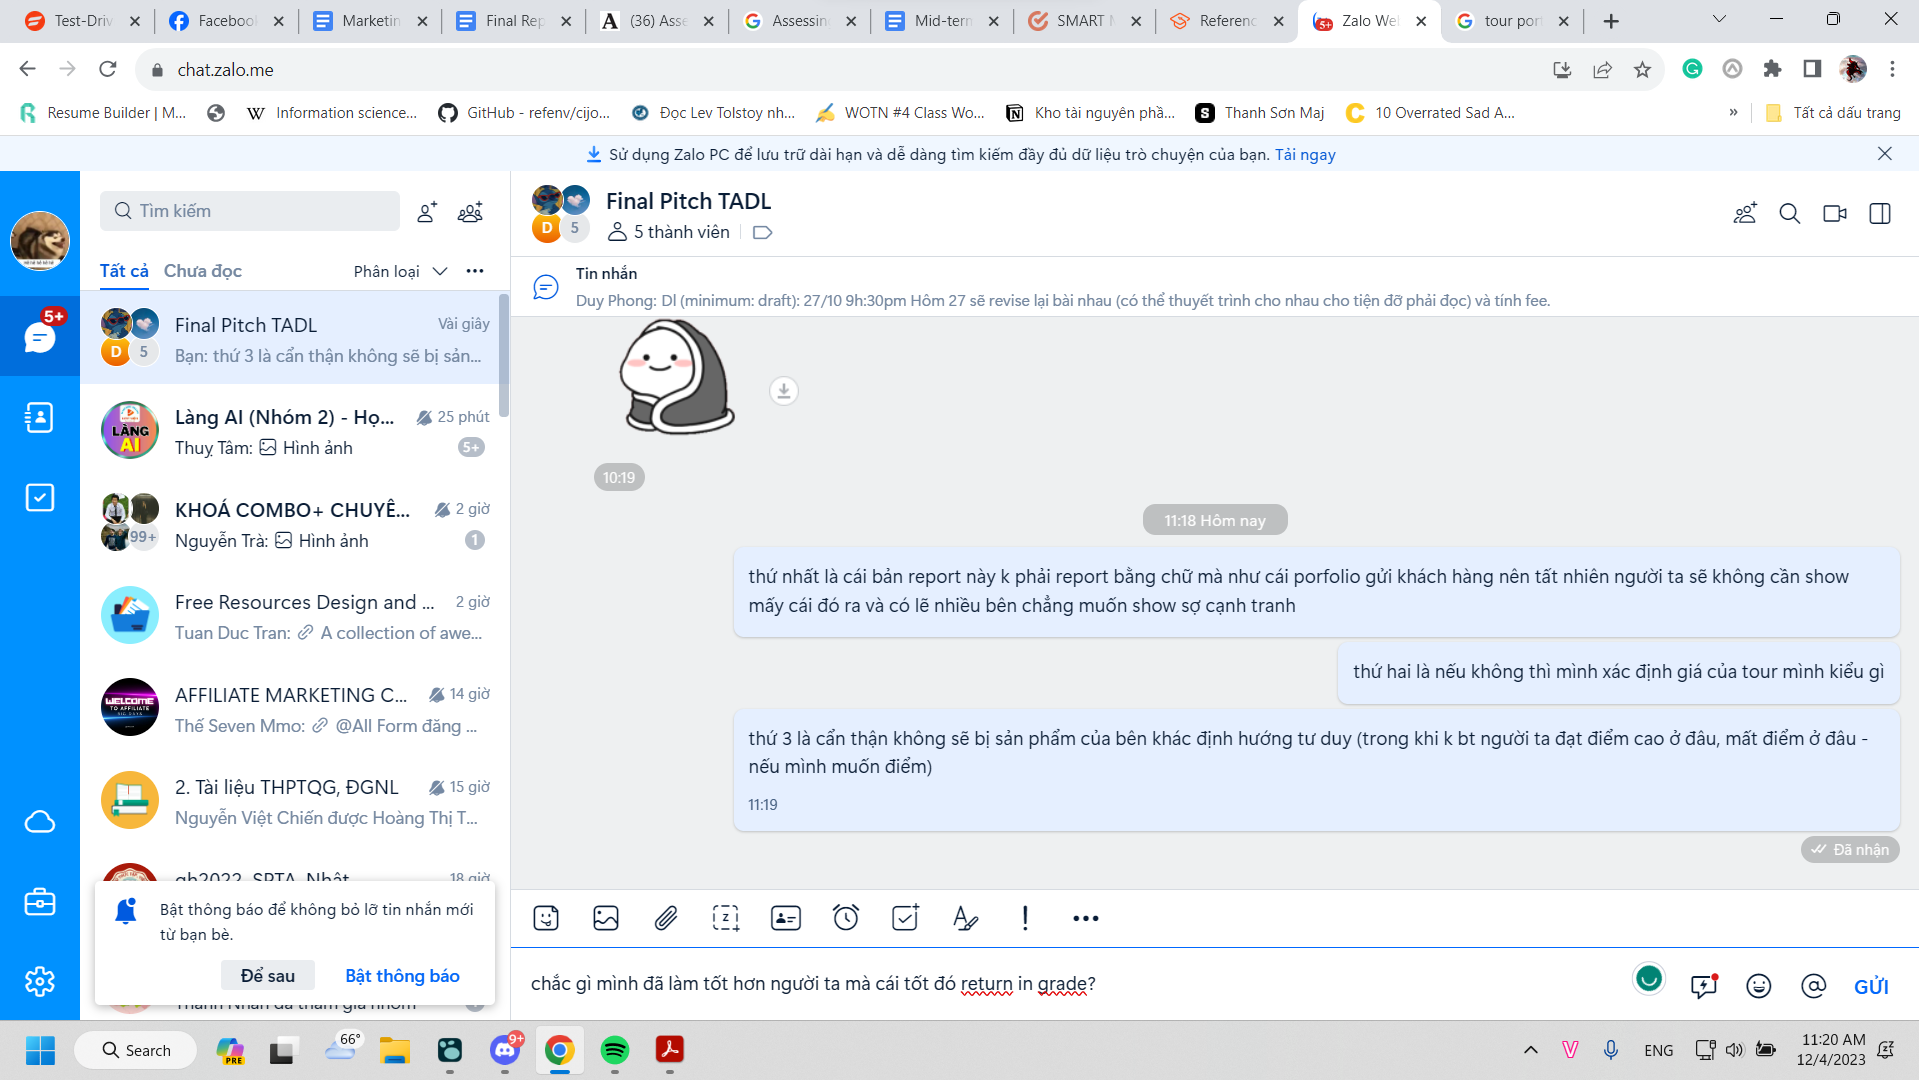 Test-Driv
Facebook
Marketin
Final Rep
(36) Asse
Assessin
Mid-tern
SMART M
Referenc
Zalo We
tour por
chat.zalo.me
Resume Builder | M...
Information science...
GitHub - refenv/cijo...
Đọc Lev Tolstoy nh...
WOTN #4 Class Wo...
Kho tài nguyên phầ...
Thanh Sơn Maj
10 Overrated Sad A...
»
Tất cả dấu trang
Sử dụng Zalo PC để lưu trữ dài hạn và dễ dàng tìm kiếm đầy đủ dữ liệu trò chuyện của bạn. Tải ngay
5+
Tìm kiếm
Tất cả
Chưa đọc
Phân loại
Final Pitch TADL
Vài giây
D
5
Bạn: thứ 3 là cẩn thận không sẽ bị sản...
LÀNG AI
Làng AI (Nhóm 2) - Họ...
25 phút
Thuỵ Tâm: Hình ảnh
5+
KHOÁ COMBO+ CHUYÊ...
2 giờ
99+
Nguyễn Trà: Hình ảnh
1
Free Resources Design and ...
2 giờ
Tuan Duc Tran: A collection of awe...
WELCOME
AFFILIATE MARKETING C...
14 giờ
Thế Seven Mmo: @All Form đăng ...
2. Tài liệu THPTQG, ĐGNL
15 giờ
Nguyễn Việt Chiến được Hoàng Thị T...
qh2022_SPTA_Nhật
18 giờ
Bật thông báo để không bỏ lỡ tin nhắn mới
từ bạn bè.
Để sau
Bật thông báo
Thanh Nhàn đã tham gia nhóm
Final Pitch TADL
D
5
5 thành viên
Tin nhắn
Duy Phong: Dl (minimum: draft): 27/10 9h:30pm Hôm 27 sẽ revise lại bài nhau (có thể thuyết trình cho nhau cho tiện đỡ phải đọc) và tính fee.
10:19
11:18 Hôm nay
thứ nhất là cái bản report này k phải report bằng chữ mà như cái porfolio gửi khách hàng nên tất nhiên người ta sẽ không cần show
mấy cái đó ra và có lẽ nhiều bên chẳng muốn show sợ cạnh tranh
thứ hai là nếu không thì mình xác định giá của tour mình kiểu gì
thứ 3 là cẩn thận không sẽ bị sản phẩm của bên khác định hướng tư duy (trong khi k bt người ta đạt điểm cao ở đâu, mất điểm ở đâu -
nếu mình muốn điểm)
11:19
Đã nhận
chắc gì mình đã làm tốt hơn người ta mà cái tốt đó return in grade?
GỬI
Search
PRE
66°
9+
ENG
11:20 AM
12/4/2023